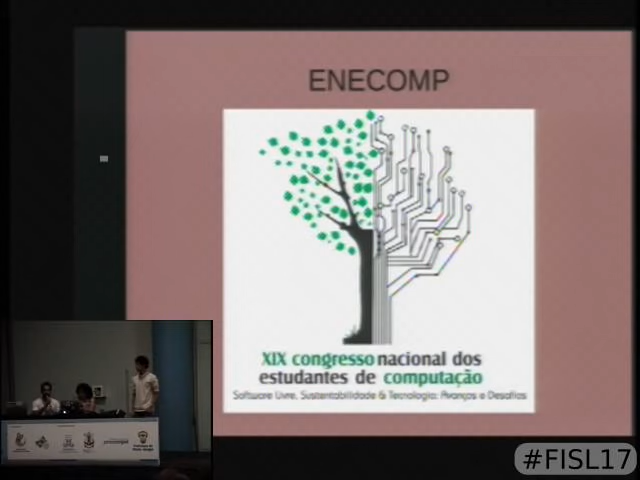 ENECOMP
XIX congresso nacional dos
estudantes de computação
Software Livre, Sustentabilidade & Tecnologia: Avanços e Desafios
#FISL17